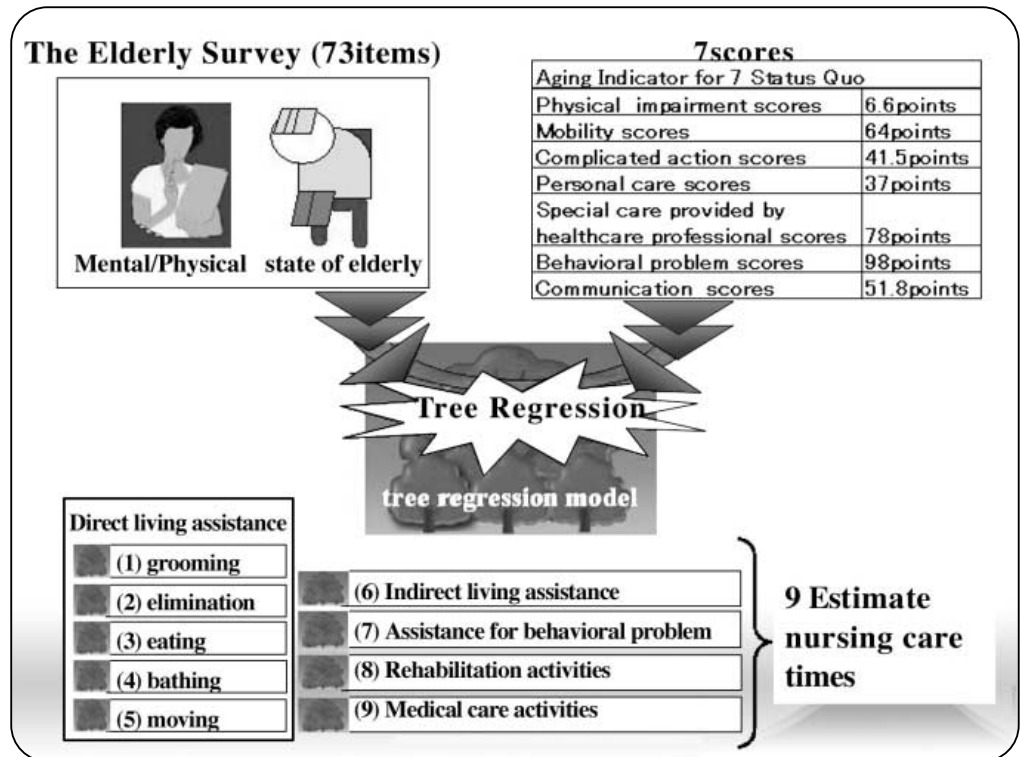 The Elderly Survey (73items)
Mental/Physical state of elderly
7scores
Aging Indicator for 7 Status Quo
Physical impairment scores 6.6points
Mobility scores 64points
Complicated action scores 41.5points
Personal care scores 37points
Special care provided by
healthcare professional scores 78points
Behavioral problem scores 98points
Communication scores 51.8points
Tree Regression
tree regression model
Direct living assistance
(1) grooming
(2) elimination
(3) eating
(4) bathing
(5) moving
(6) Indirect living assistance
(7) Assistance for behavioral problem
(8) Rehabilitation activities
(9) Medical care activities
9 Estimate
nursing care
times